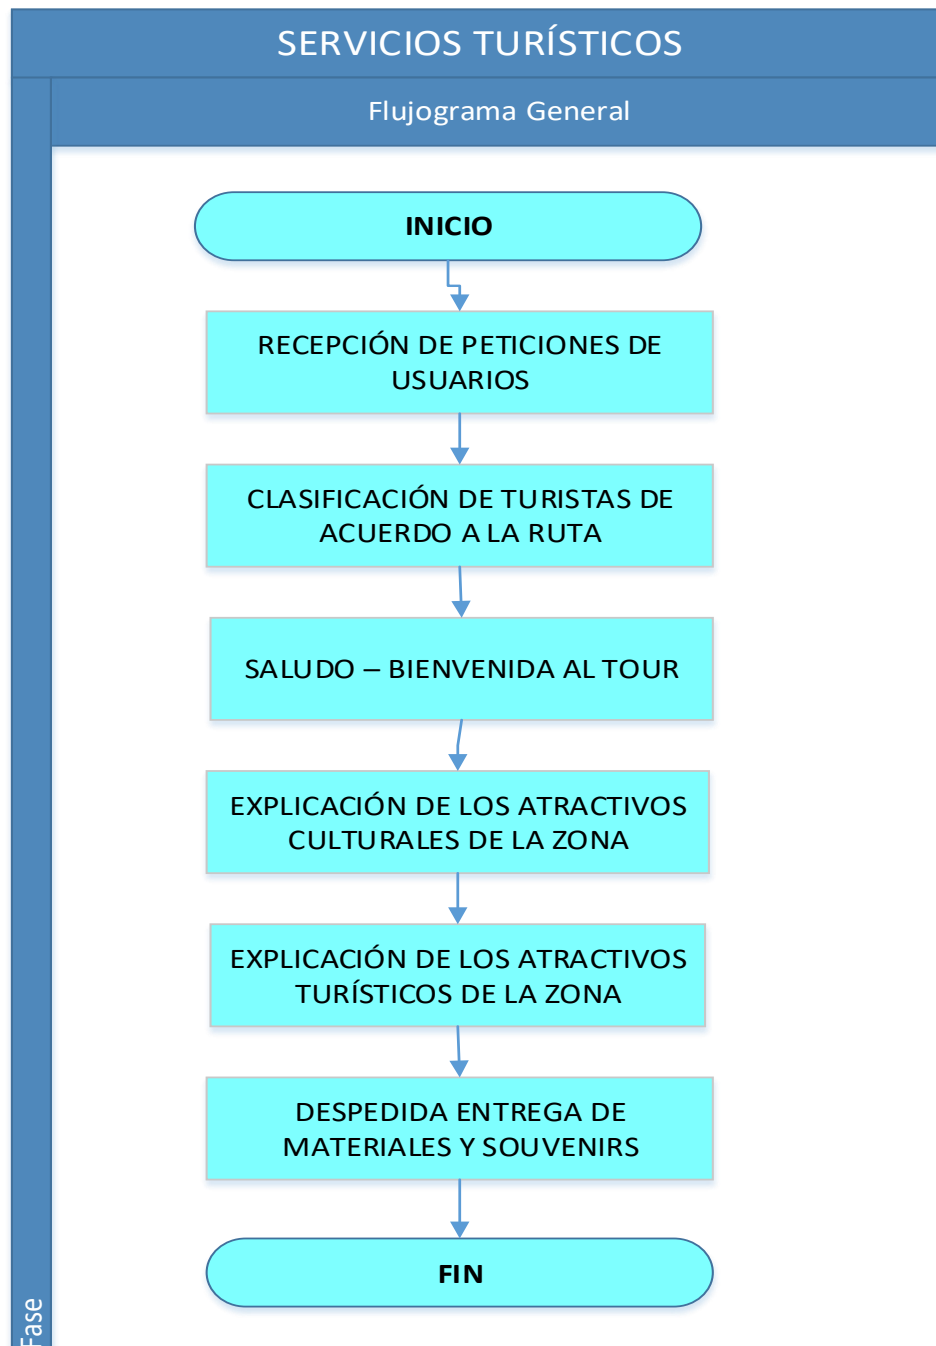 SERVICIOS TURÍSTICOS
Flujograma General
INICIO
RECEPCIÓN DE PETICIONES DE
USUARIOS
CLASIFICACIÓN DE TURISTAS DE
ACUERDO A LA RUTA
SALUDO – BIENVENIDA AL TOUR
EXPLICACIÓN DE LOS ATRACTIVOS
CULTURALES DE LA ZONA
EXPLICACIÓN DE LOS ATRACTIVOS
TURÍSTICOS DE LA ZONA
DESPEDIDA ENTREGA DE
MATERIALES Y SOUVENIRS
FIN
Fase